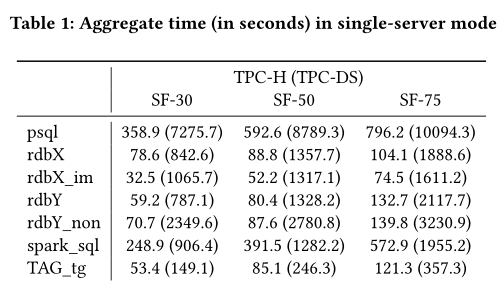 Table 1: Aggregate time (in seconds) in single-server mode
TPC-H (TPC-DS)
SF-30 SF-50 SF-75
psql 358.9 (7275.7) 592.6 (8789.3) 796.2 (10094.3)
rdbX 78.6 (842.6) 88.8 (1357.7) 104.1 (1888.6)
rdbX_im 32.5 (1065.7) 52.2 (1317.1) 74.5 (1611.2)
rdbY 59.2 (787.1) 80.4 (1328.2) 132.7 (2117.7)
rdbY_non 70.7 (2349.6) 87.6 (2780.8) 139.8 (3230.9)
spark_sql 248.9 (906.4) 391.5 (1282.2) 572.9 (1955.2)
TAG_tg 53.4 (149.1) 85.1 (246.3) 121.3 (357.3)